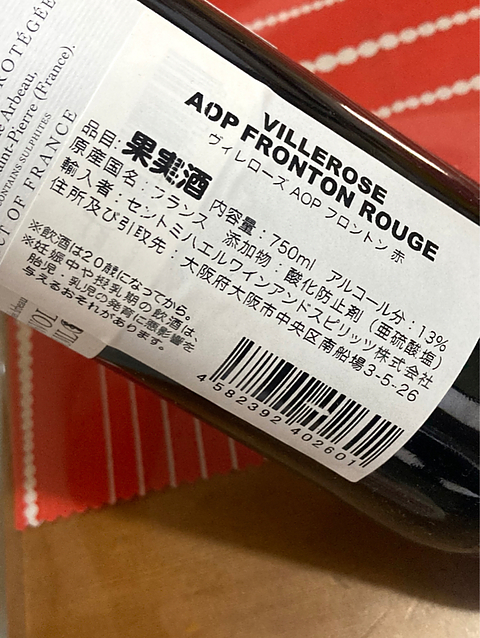 ROTÉGÉE
Arbeau,
int-Pierre (France).
ONTAINS SULPHITES
CT OF FRANCE
VILLEROSE
AOP FRONTON ROUGE
ヴィレローズ AOP フロントン 赤
品目:果実酒 内容量:750ml アルコール分:13%
原産国名:フランス 添加物:酸化防止剤(亜硫酸塩)
輸入者:セントミハエルワインアンドスピリッツ株式会社
住所及び引取先:大阪府大阪市中央区南船場3-5-26
※飲酒は20歳になってから。
※妊娠中や授乳期の飲酒は、
胎児・乳児の発育に悪影響を
与えるおそれがあります。
4 582392 402601